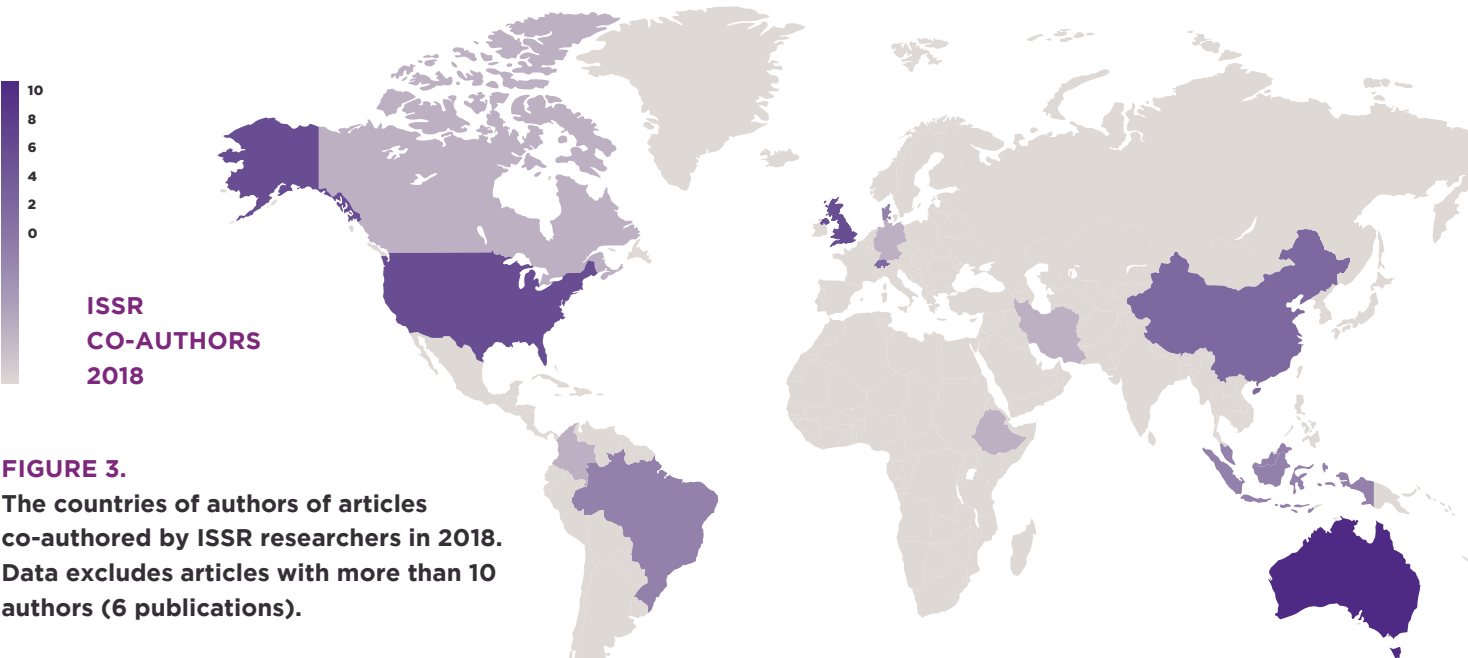 10
8
6
4
2
0
ISSR
CO-AUTHORS
2018
FIGURE 3.
The countries of authors of articles
co-authored by ISSR researchers in 2018.
Data excludes articles with more than 10
authors (6 publications).